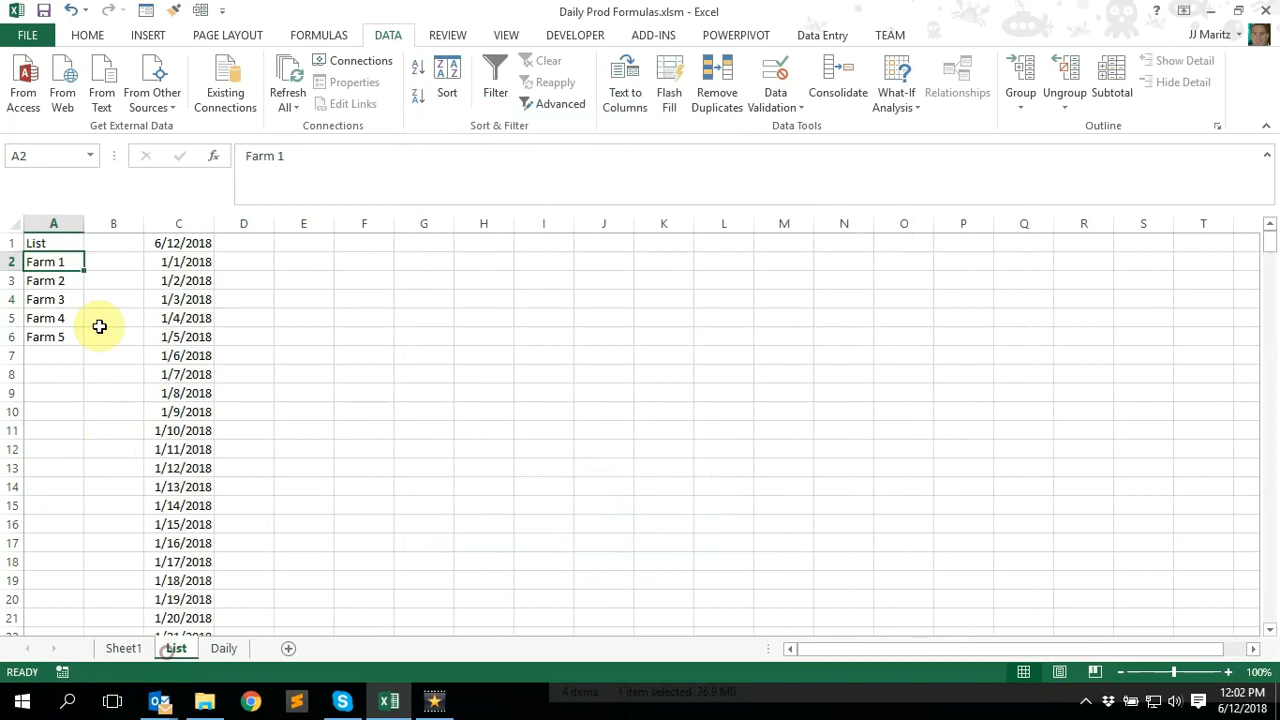 Daily Prod Formulas.xlsm - Excel
FILE HOME INSERT PAGE LAYOUT FORMULAS DATA REVIEW VIEW DEVELOPER ADD-INS POWERPIVOT Data Entry TEAM JJ Maritz
From Access
From Web
From Text
From Other Sources
Existing Connections
Get External Data
Refresh All
Connections
Properties
Edit Links
Connections
Sort
Filter
Clear
Reapply
Advanced
Sort & Filter
Text to Columns
Flash Fill
Remove Duplicates
Data Validation
Consolidate
What-If Analysis
Relationships
Data Tools
Group
Ungroup
Subtotal
Show Detail
Hide Detail
Outline
A2 fx Farm 1
A B C D E F G H I J K L M N O P Q R S T
1 List 6/12/2018
2 Farm 1 1/1/2018
3 Farm 2 1/2/2018
4 Farm 3 1/3/2018
5 Farm 4 1/4/2018
6 Farm 5 1/5/2018
7 1/6/2018
8 1/7/2018
9 1/8/2018
10 1/9/2018
11 1/10/2018
12 1/11/2018
13 1/12/2018
14 1/13/2018
15 1/14/2018
16 1/15/2018
17 1/16/2018
18 1/17/2018
19 1/18/2018
20 1/19/2018
21 1/20/2018
Sheet1 List Daily
READY 100%
4 items 1 item selected 36.9 MB
12:02 PM
6/12/2018